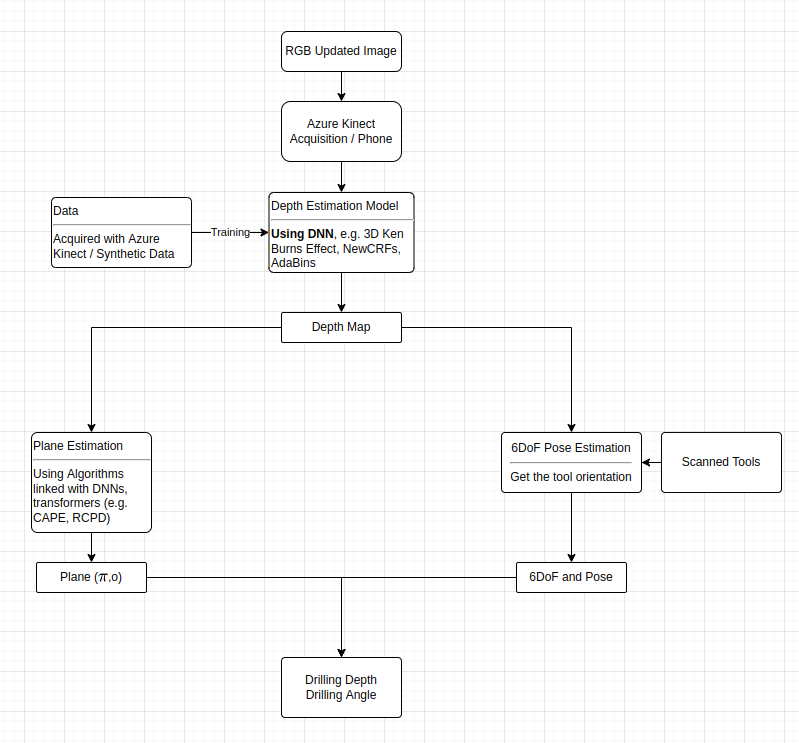 RGB Updated Image
Azure Kinect
Acquisition / Phone
Data
Acquired with Azure
Kinect / Synthetic Data
Training
Depth Estimation Model
Using DNN, e.g. 3D Ken
Burns Effect, NewCRFs,
AdaBins
Depth Map
Plane Estimation
Using Algorithms
linked with DNNs,
transformers (e.g.
CAPE, RCPD)
6DoF Pose Estimation
Get the tool orientation
Scanned Tools
Plane (π,o)
6DoF and Pose
Drilling Depth
Drilling Angle